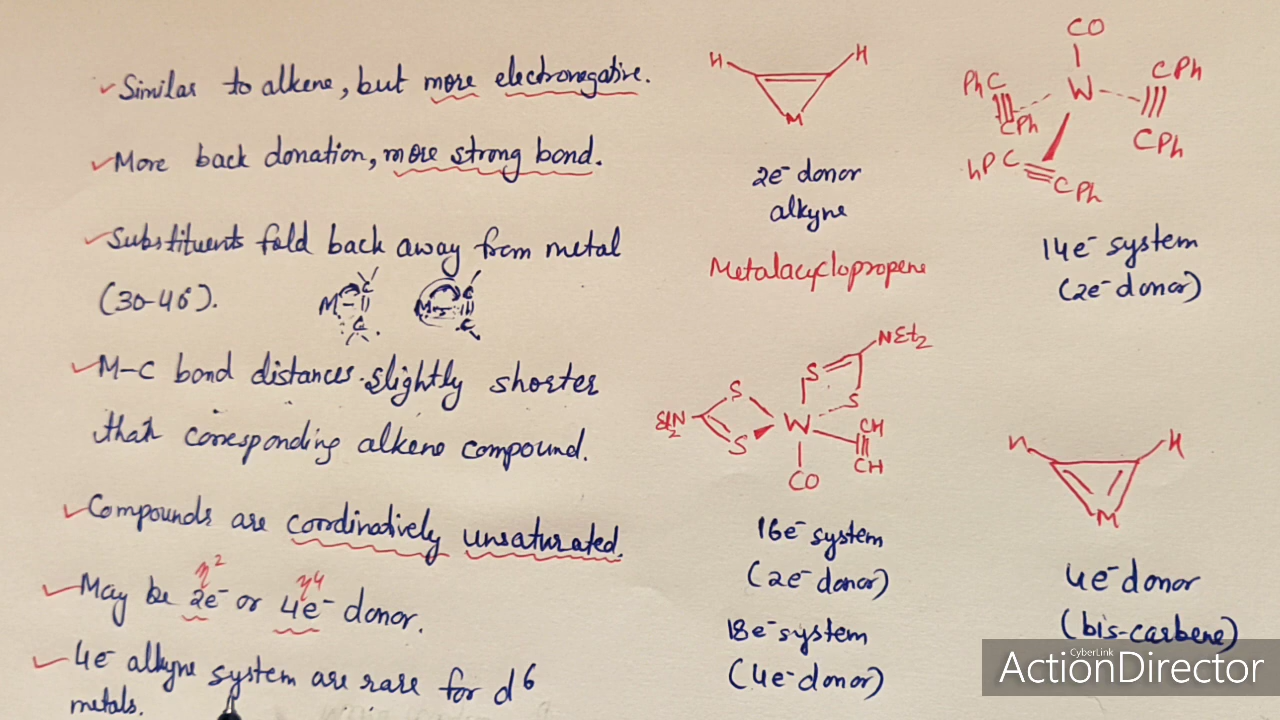 Similar to alkene, but more electronegative.
More back donation, more strong bond.
Substituents fold back away from metal
(30-46).
M-C
M
M-C bond distances slightly shorter
than corresponding alkene compound.
Compounds are coordinatively unsaturated.
η2 η4
May be 2e- or 4e- donor.
4e- alkyne system are rare for d6
metals.
H H
M
2e- donor
alkyne
Metalacyclopropene
CO
W
PhC
CPh
CPh
CPh
hPC
CPh
14e- system
(2e- donor)
NEt2
S
S
S
Et2N
W
S
CH
CH
CO
16e- system
(2e- donor)
18e- system
(4e- donor)
H
M
4e- donor
(bis-carbene)
CyberLink
ActionDirector